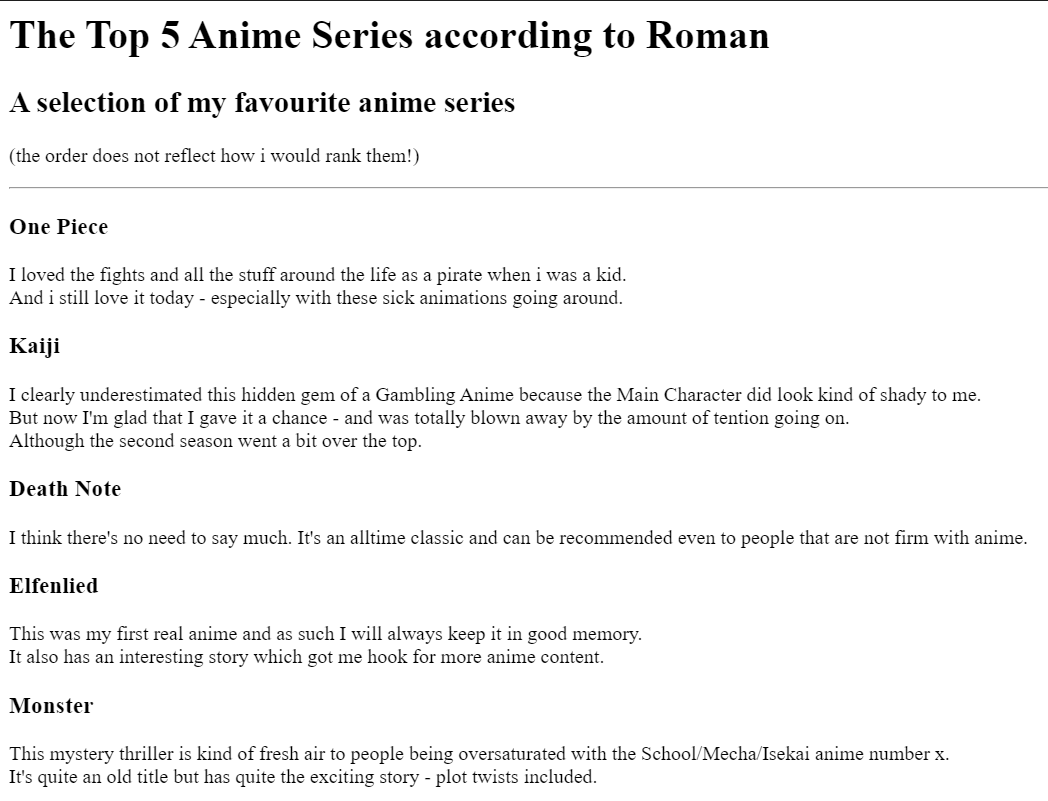 The Top 5 Anime Series according to Roman
A selection of my favourite anime series
(the order does not reflect how i would rank them!)
One Piece
I loved the fights and all the stuff around the life as a pirate when i was a kid.
And i still love it today - especially with these sick animations going around.
Kaiji
I clearly underestimated this hidden gem of a Gambling Anime because the Main Character did look kind of shady to me.
But now I'm glad that I gave it a chance - and was totally blown away by the amount of tention going on.
Although the second season went a bit over the top.
Death Note
I think there's no need to say much. It's an alltime classic and can be recommended even to people that are not firm with anime.
Elfenlied
This was my first real anime and as such I will always keep it in good memory.
It also has an interesting story which got me hook for more anime content.
Monster
This mystery thriller is kind of fresh air to people being oversaturated with the School/Mecha/Isekai anime number x.
It's quite an old title but has quite the exciting story - plot twists included.